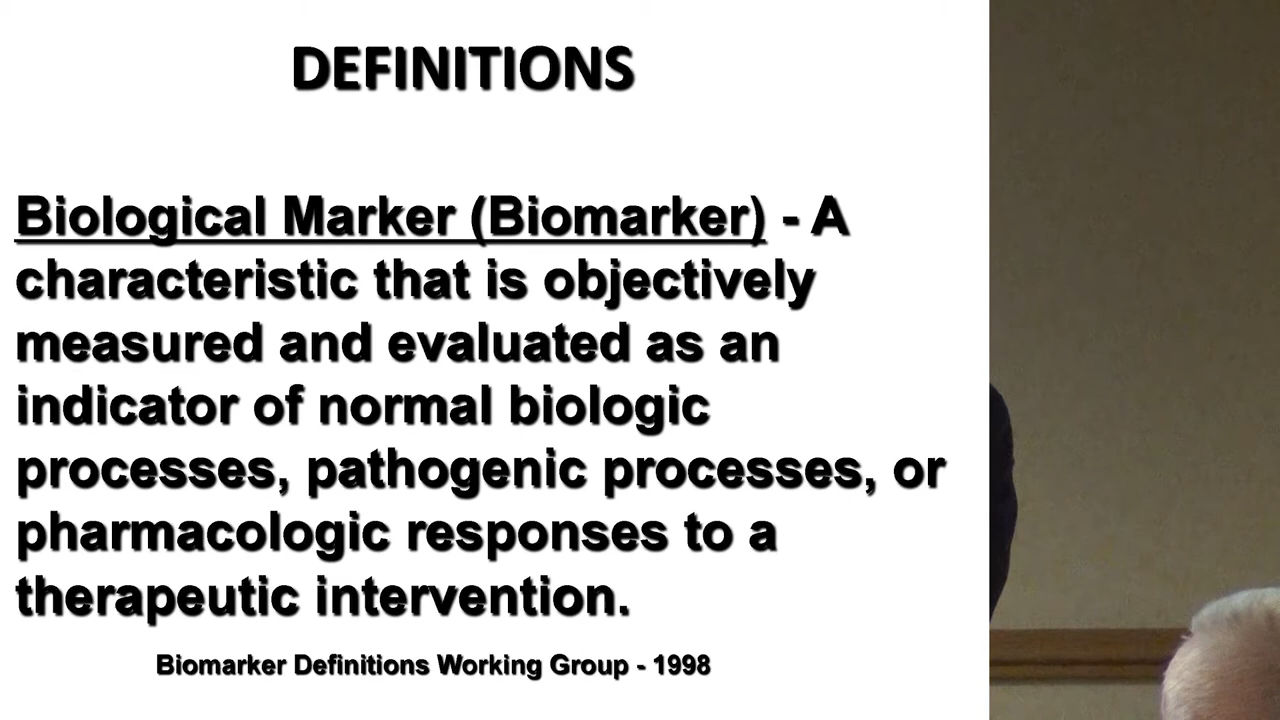 DEFINITIONS
Biological Marker (Biomarker) - A
characteristic that is objectively
measured and evaluated as an
indicator of normal biologic
processes, pathogenic processes, or
pharmacologic responses to a
therapeutic intervention.
Biomarker Definitions Working Group - 1998